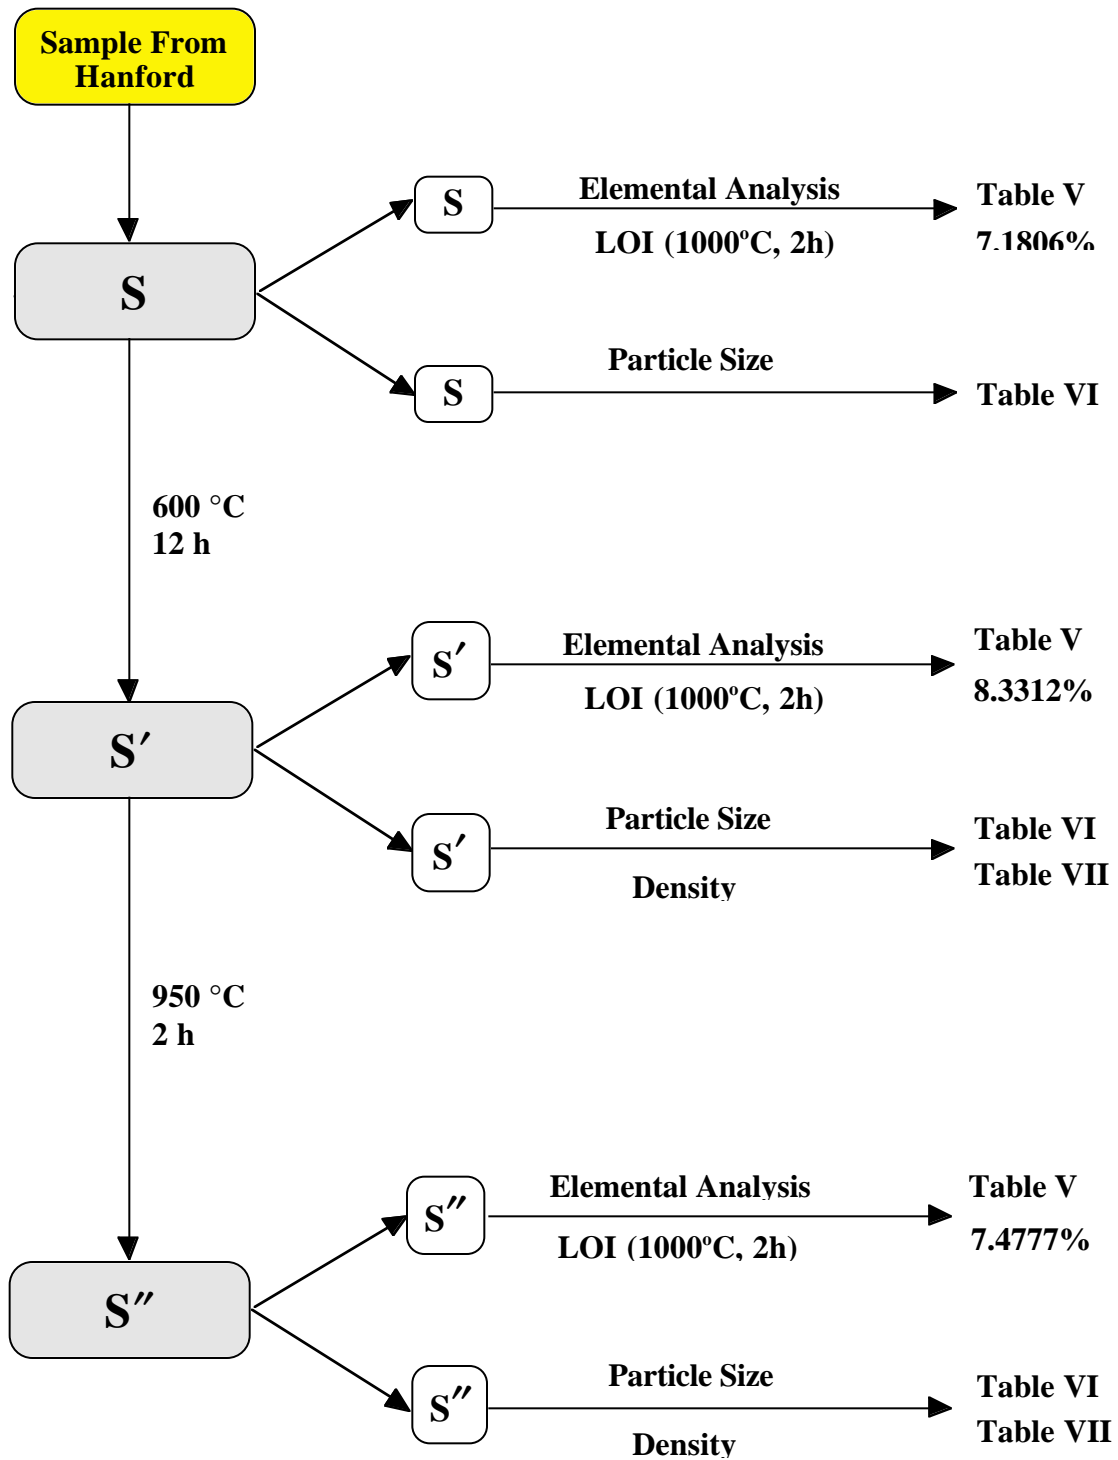 Sample From
Hanford
S
S
Elemental Analysis
LOI (1000ºC, 2h)
Table V
7.1806%
S
Particle Size
Table VI
600 °C
12 h
S′
S′
Elemental Analysis
LOI (1000ºC, 2h)
Table V
8.3312%
S′
Particle Size
Density
Table VI
Table VII
950 °C
2 h
S″
S″
Elemental Analysis
LOI (1000ºC, 2h)
Table V
7.4777%
S″
Particle Size
Density
Table VI
Table VII